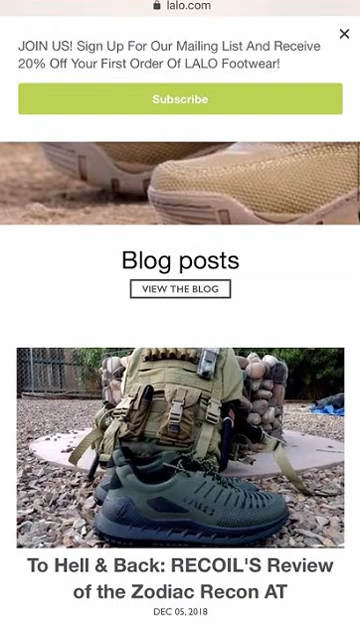 lalo.com
JOIN US! Sign Up For Our Mailing List And Receive
20% Off Your First Order Of LALO Footwear!
Subscribe
Blog posts
VIEW THE BLOG
To Hell & Back: RECOIL'S Review
of the Zodiac Recon AT
DEC 05, 2018